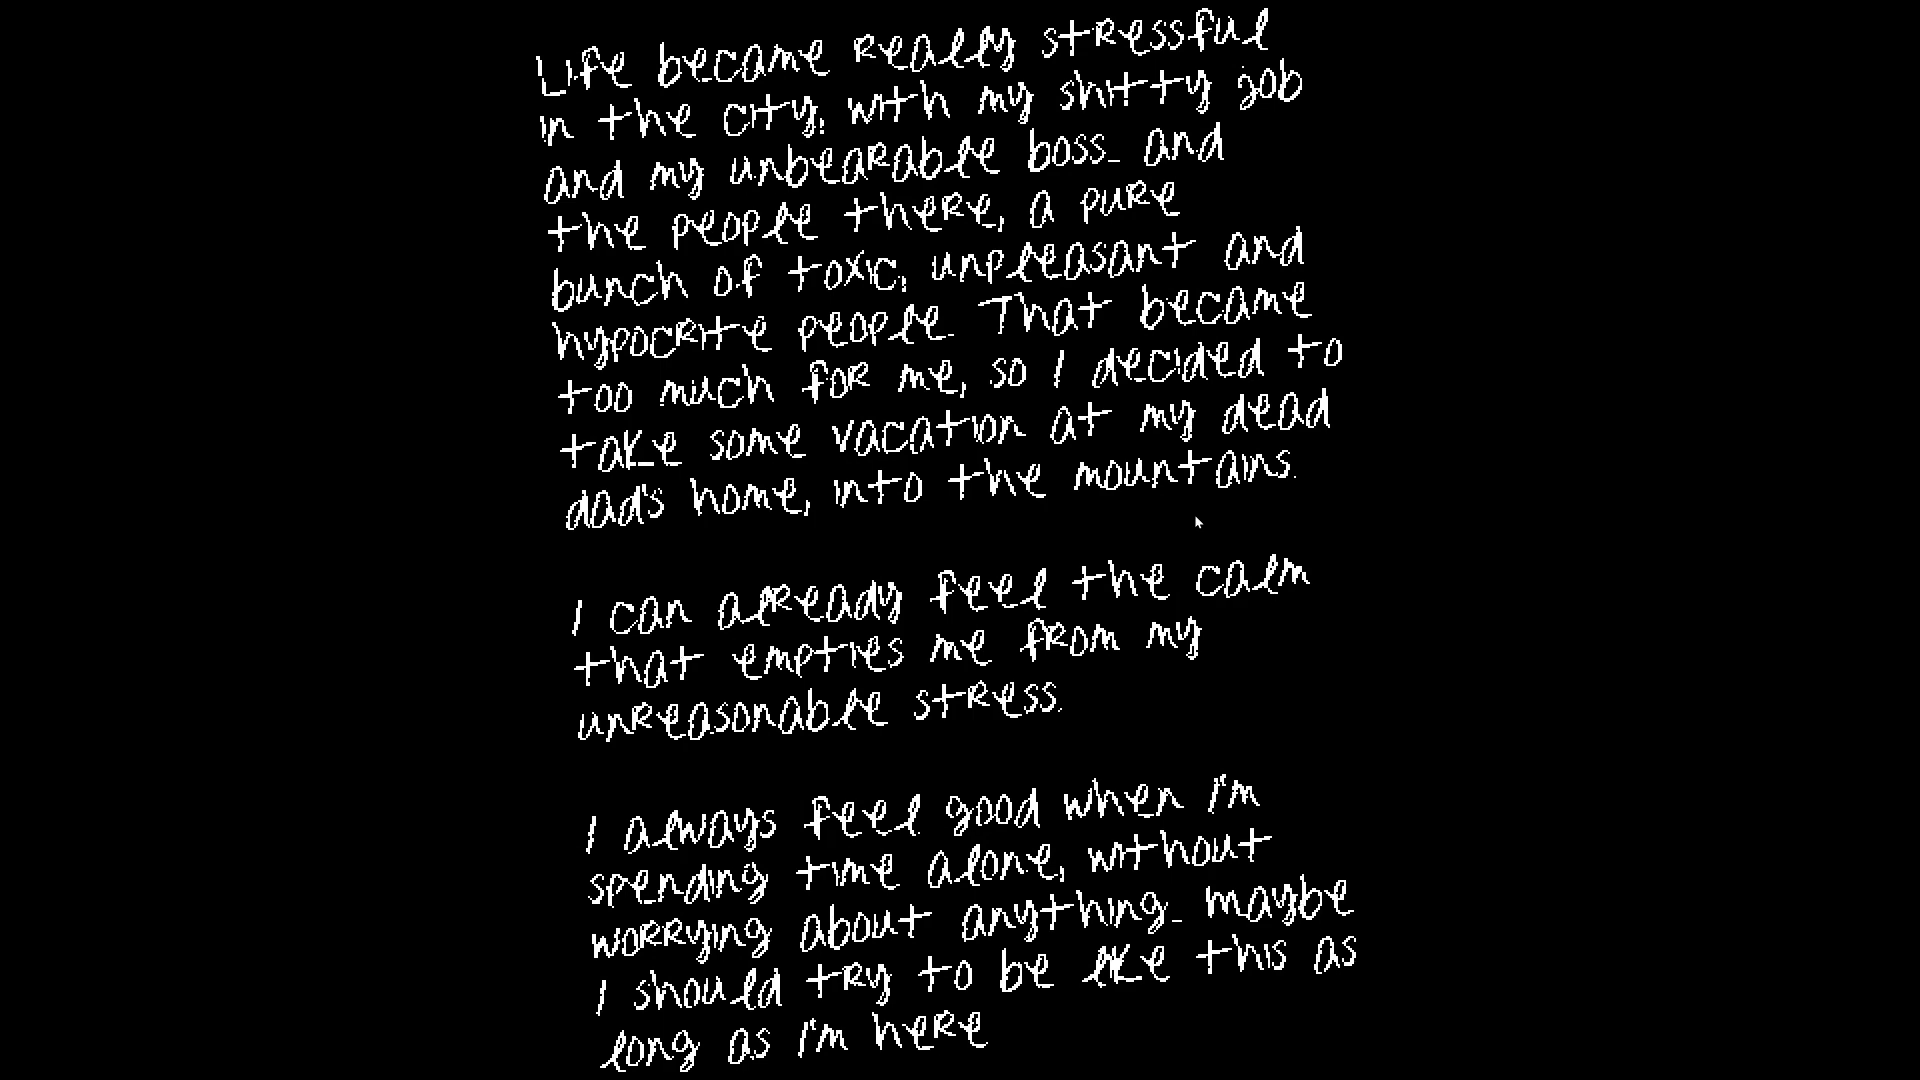 Life became really stressful
in the city, with my shitty job
and my unbearable boss_ and
the people there, a pure
bunch of toxic, unpleasant and
hypocrite people. That became
too much for me, so I decided to
take some vacation at my dead
dad's home, into the mountains.
I can already feel the calm
that empties me from my
unreasonable stress.
I always feel good when I'm
spending time alone, without
worrying about anything_ maybe
I should try to be like this as
long as I'm here